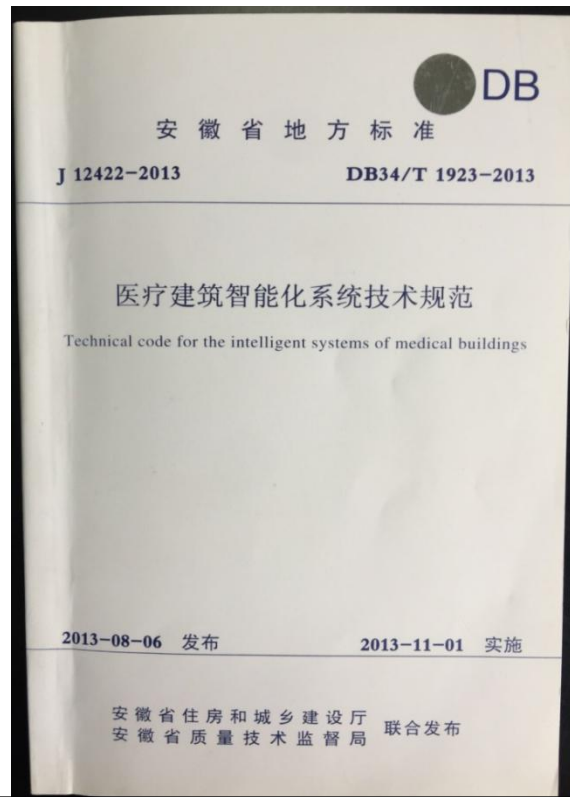 DB
安徽省地方标准
J 12422-2013 DB34/T 1923-2013
医疗建筑智能化系统技术规范
Technical code for the intelligent systems of medical buildings
2013-08-06 发布 2013-11-01 实施
安徽省住房和城乡建设厅
安徽省质量技术监督局 联合发布